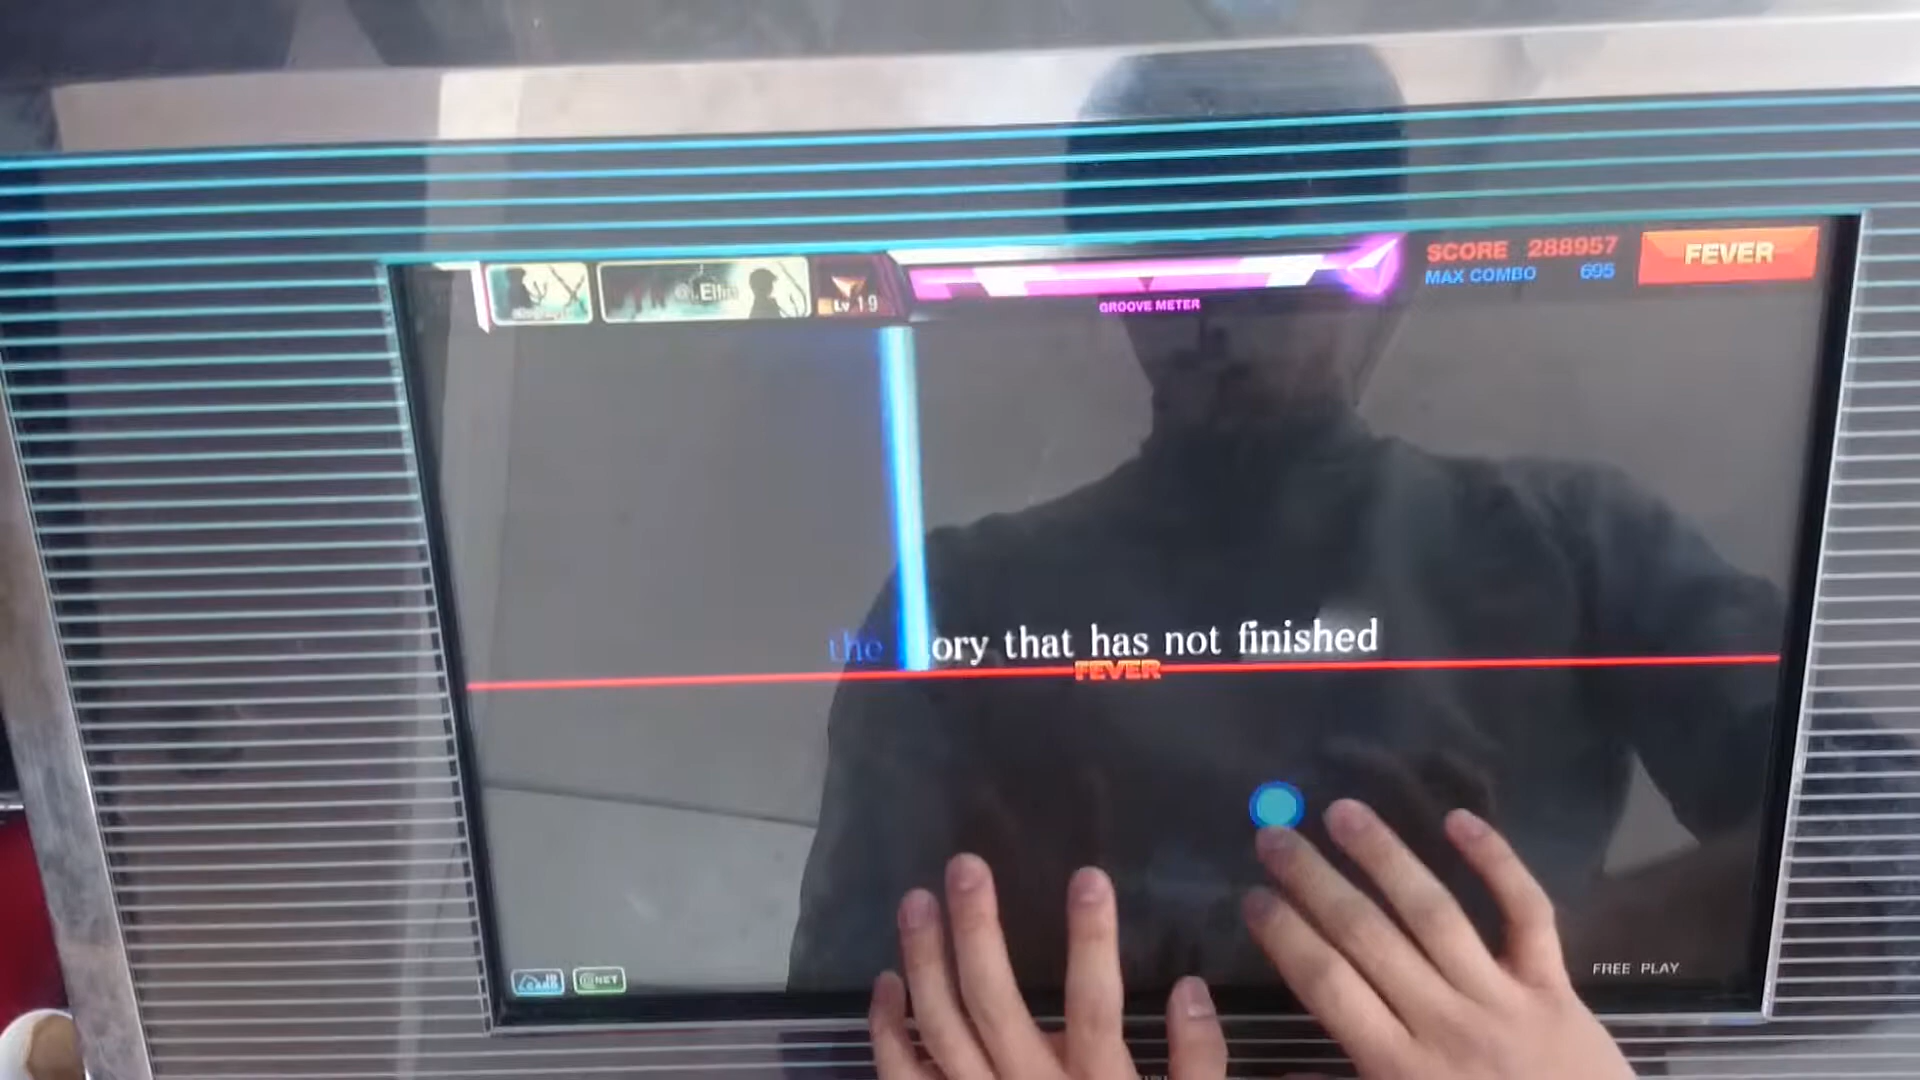 Lv 19
GROOVE METER
SCORE 288957
MAX COMBO 695
FEVER
the ory that has not finished
FEVER
NET
FREE PLAY